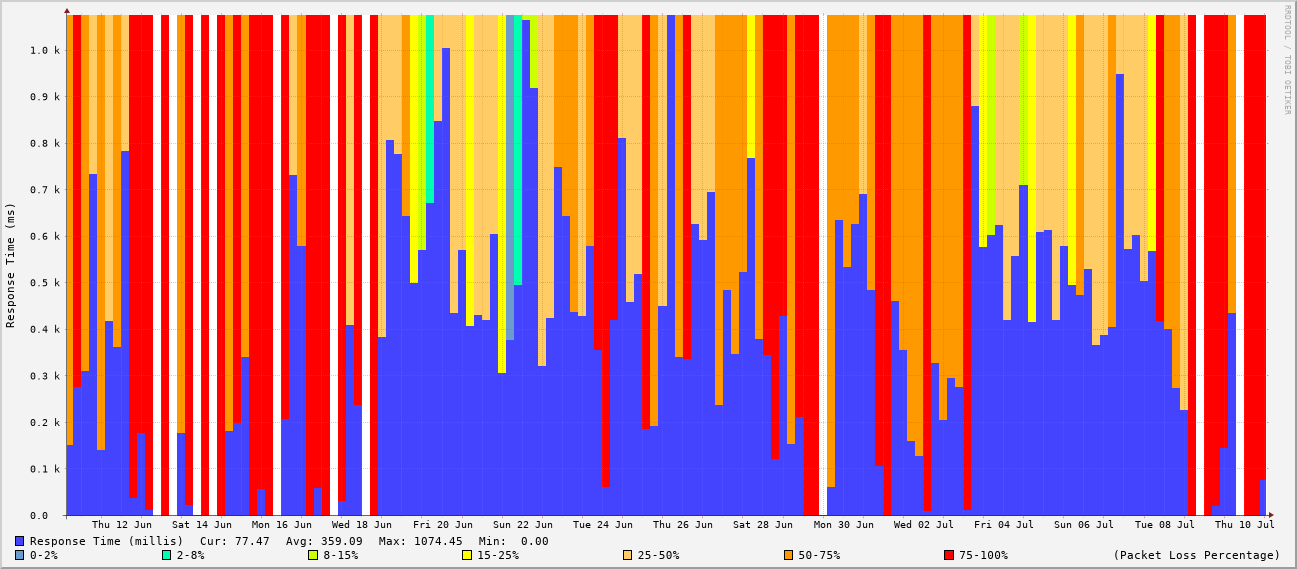 RRDTOOL / TOBI OETIKER
Response Time (ms)
1.0 k
0.9 k
0.8 k
0.7 k
0.6 k
0.5 k
0.4 k
0.3 k
0.2 k
0.1 k
0.0
Thu 12 Jun Sat 14 Jun Mon 16 Jun Wed 18 Jun Fri 20 Jun Sun 22 Jun Tue 24 Jun Thu 26 Jun Sat 28 Jun Mon 30 Jun Wed 02 Jul Fri 04 Jul Sun 06 Jul Tue 08 Jul Thu 10 Jul
Response Time (millis) Cur: 77.47 Avg: 359.09 Max: 1074.45 Min: 0.00
0-2% 2-8% 8-15% 15-25% 25-50% 50-75% 75-100% (Packet Loss Percentage)